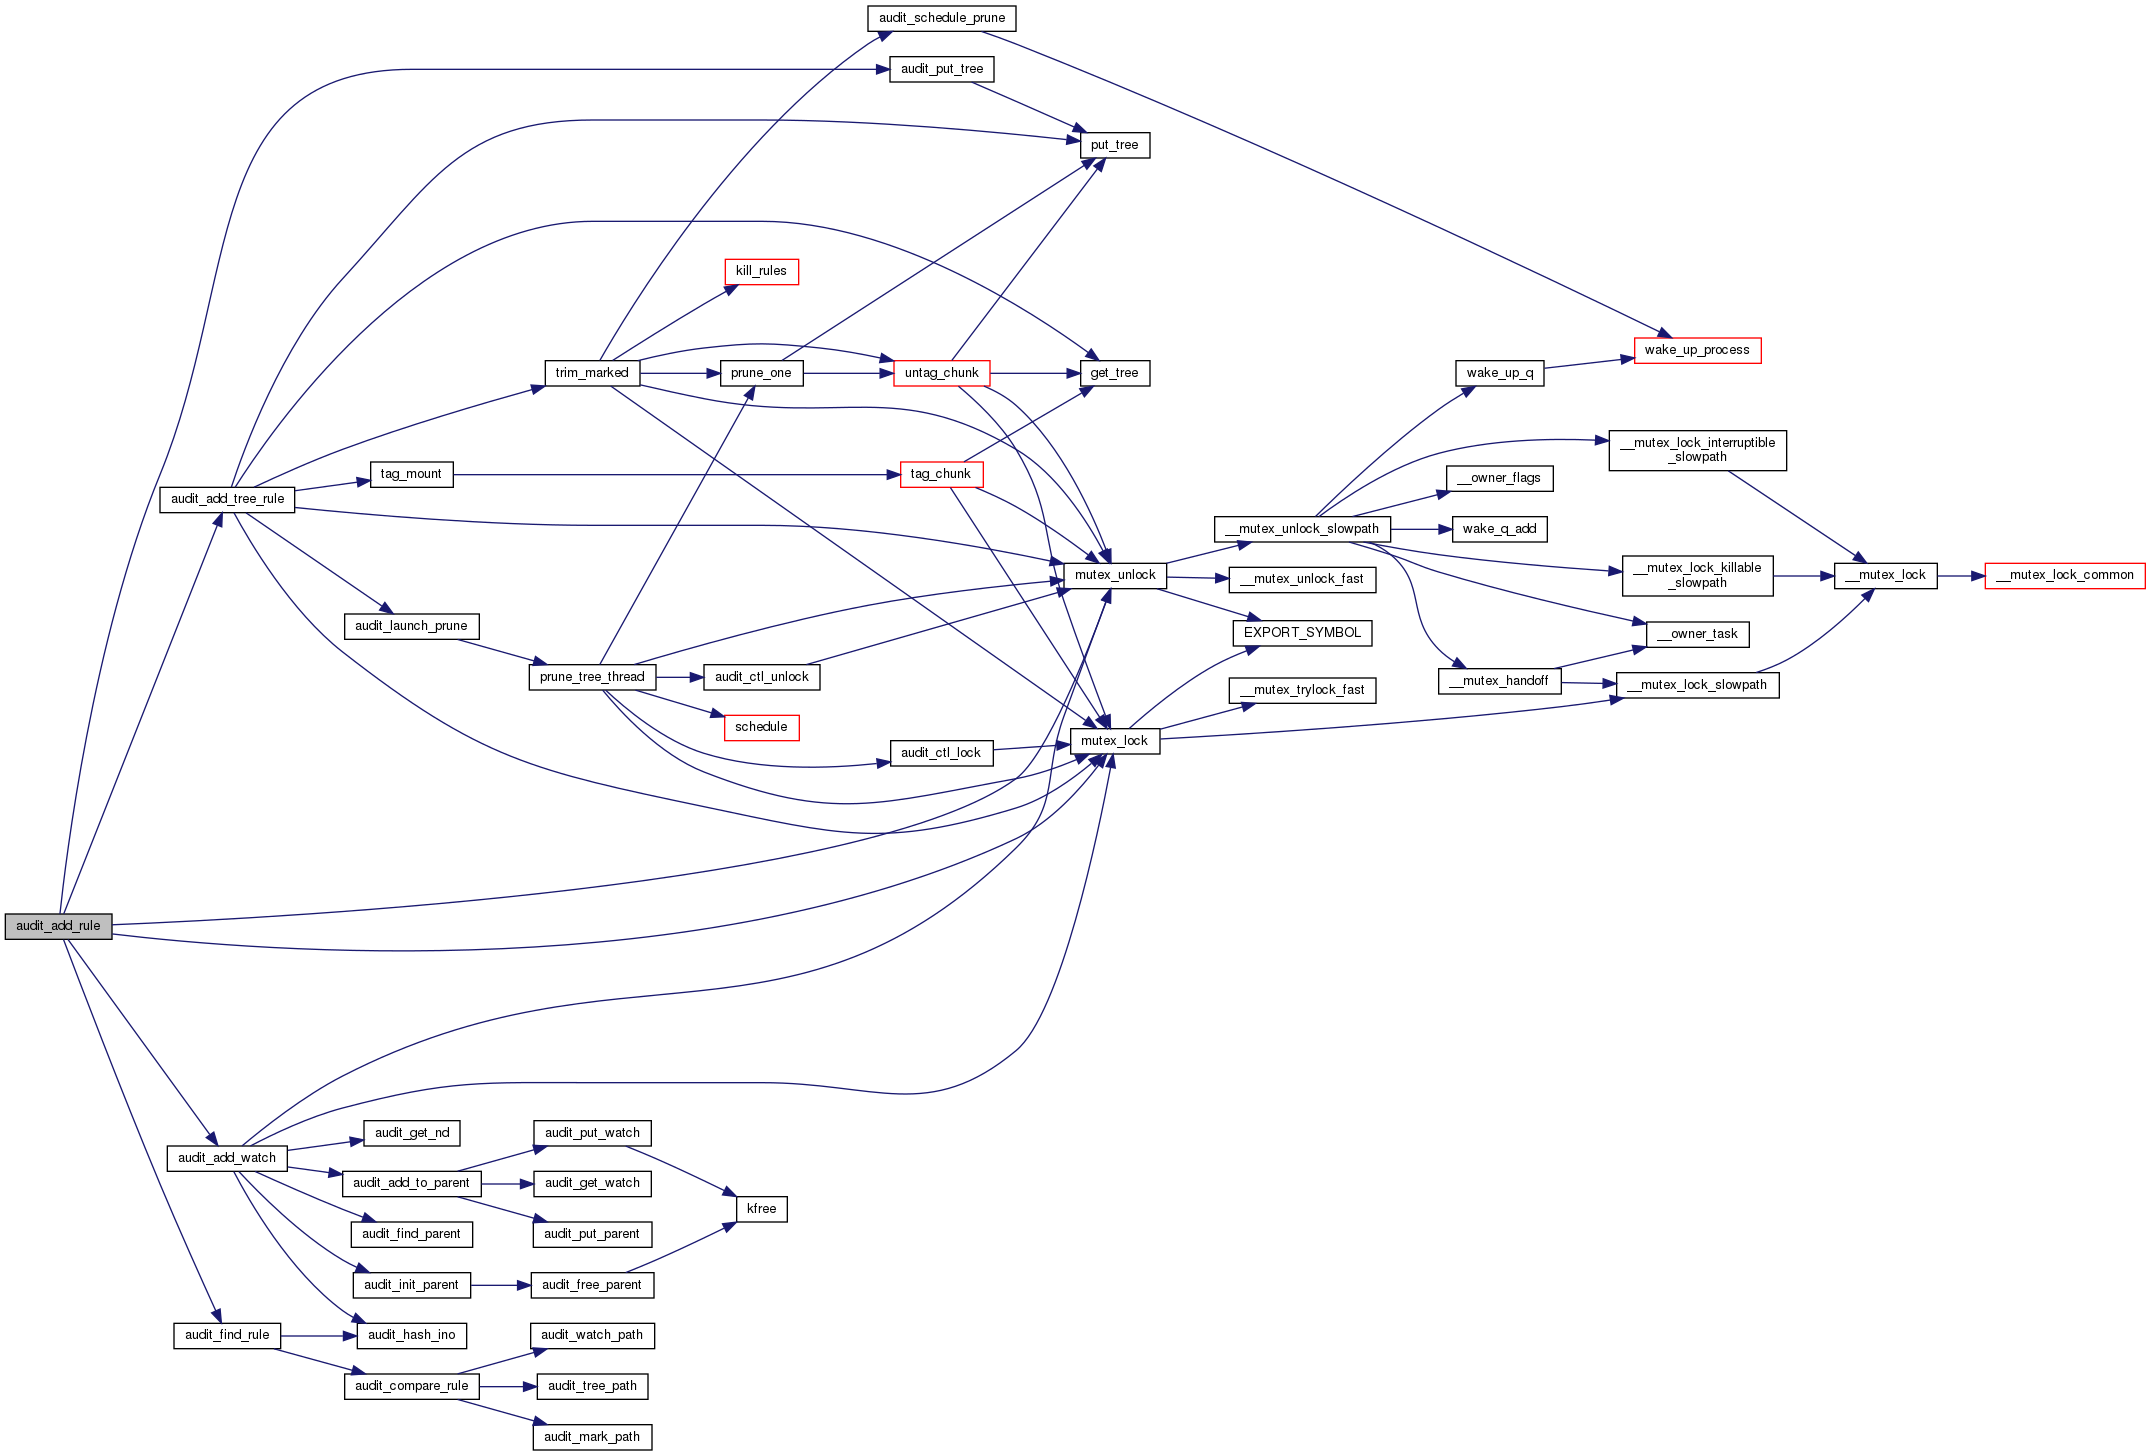 audit_schedule_prune
audit_put_tree
put_tree
kill_rules
wake_up_process
trim_marked
prune_one
untag_chunk
get_tree
wake_up_q
__mutex_lock_interruptible
_slowpath
tag_mount
tag_chunk
__owner_flags
audit_add_tree_rule
__mutex_unlock_slowpath
wake_q_add
mutex_unlock
__mutex_unlock_fast
__mutex_lock_killable
_slowpath
__mutex_lock
__mutex_lock_common
audit_launch_prune
EXPORT_SYMBOL
__owner_task
prune_tree_thread
audit_ctl_unlock
__mutex_trylock_fast
__mutex_handoff
__mutex_lock_slowpath
schedule
audit_ctl_lock
mutex_lock
audit_add_rule
audit_get_nd
audit_put_watch
audit_add_watch
audit_add_to_parent
audit_get_watch
kfree
audit_find_parent
audit_put_parent
audit_init_parent
audit_free_parent
audit_find_rule
audit_hash_ino
audit_watch_path
audit_compare_rule
audit_tree_path
audit_mark_path